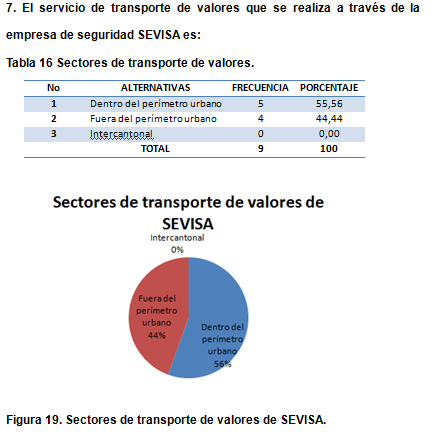 7. El servicio de transporte de valores que se realiza a través de la
empresa de seguridad SEVISA es:
Tabla 16 Sectores de transporte de valores.
No ALTERNATIVAS FRECUENCIA PORCENTAJE
1 Dentro del perímetro urbano 5 55,56
2 Fuera del perímetro urbano 4 44,44
3 Intercantonal 0 0,00
TOTAL 9 100
Sectores de transporte de valores de
SEVISA
Intercantonal
0%
Fuera del
perímetro
urbano
44%
Dentro del
perímetro
urbano
56%
Figura 19. Sectores de transporte de valores de SEVISA.